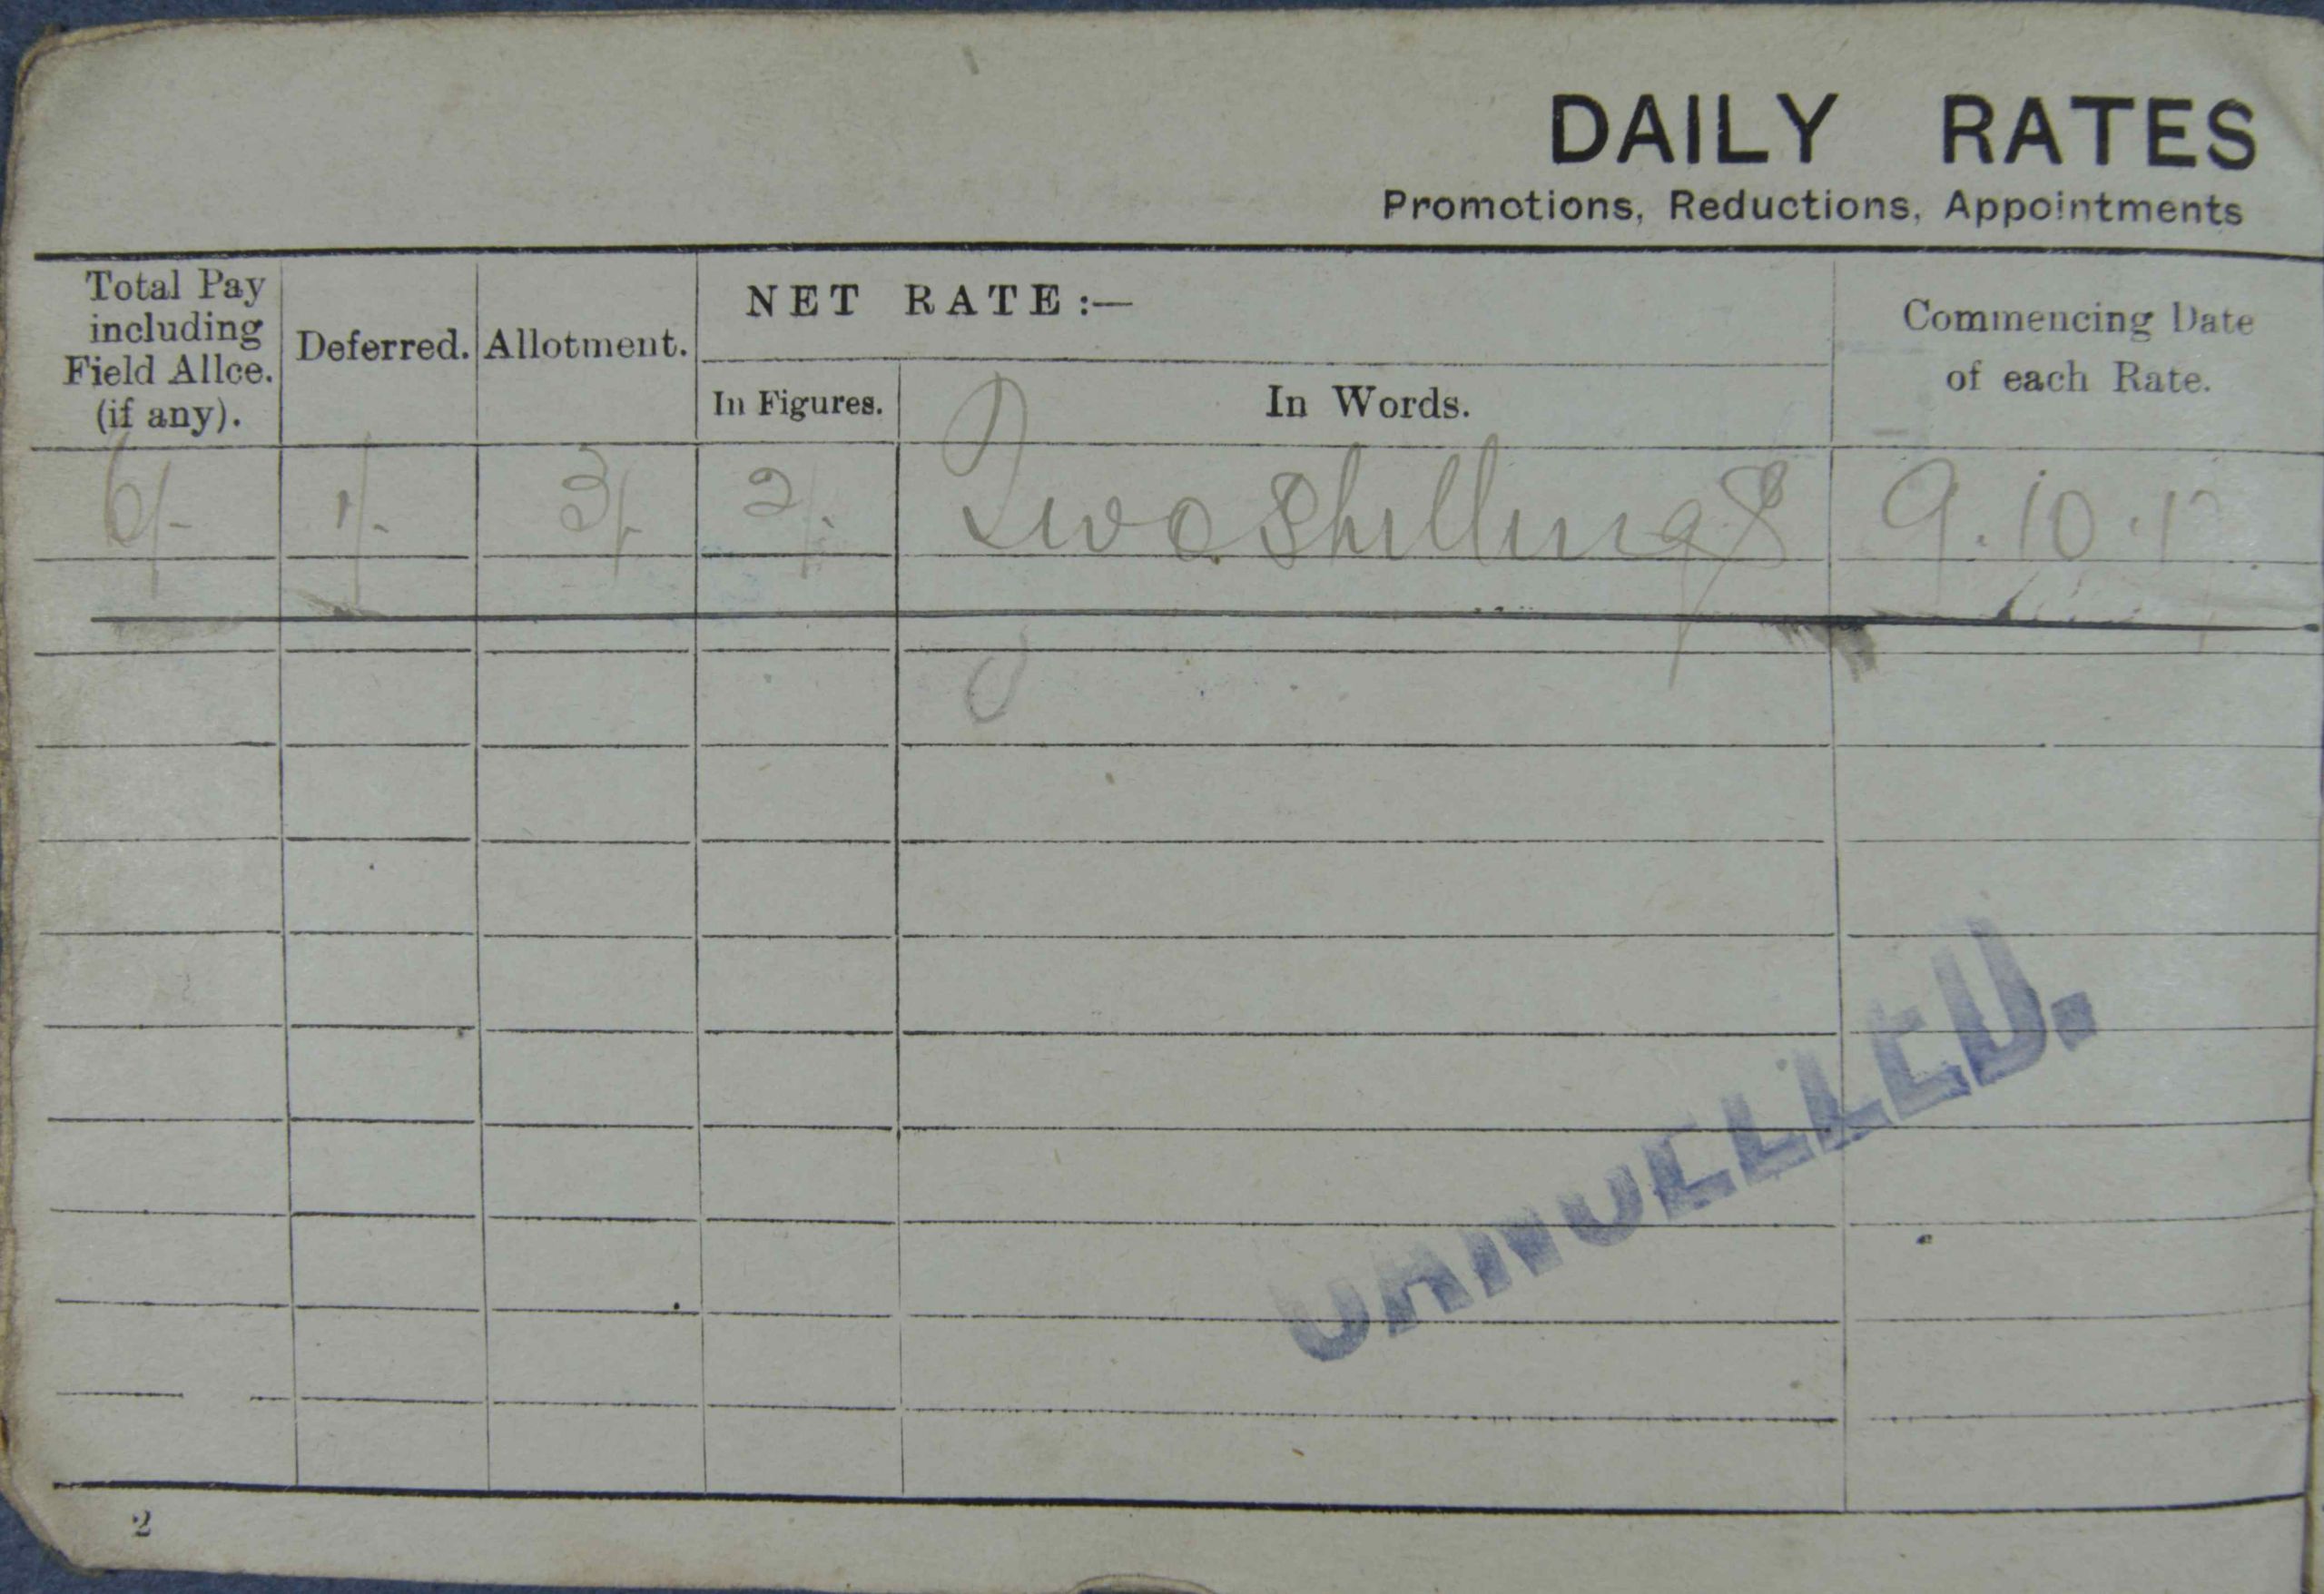 DAILY RATES
Promotions, Reductions, Appointments
Total Pay including Field Allce. (if any).
Deferred.
Allotment.
NET RATE :—
In Figures.
In Words.
Commencing Date of each Rate.
6/- 1/- 3/- 2/- Two Shillings 9.10.17
CANCELLED.
2